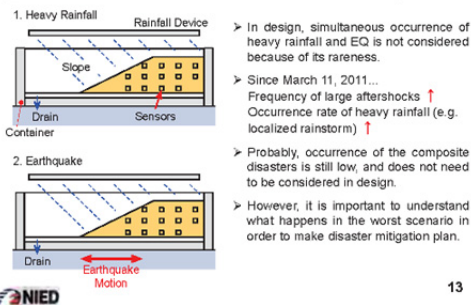 1. Heavy Rainfall
Rainfall Device
Slope
Drain
Sensors
Container
2. Earthquake
Drain
Earthquake
Motion
NIED
➤ In design, simultaneous occurrence of
heavy rainfall and EQ is not considered
because of its rareness.
➤ Since March 11, 2011...
Frequency of large aftershocks ↑
Occurrence rate of heavy rainfall (e.g.
localized rainstorm) ↑
➤ Probably, occurrence of the composite
disasters is still low, and does not need
to be considered in design.
➤ However, it is important to understand
what happens in the worst scenario in
order to make disaster mitigation plan.
13